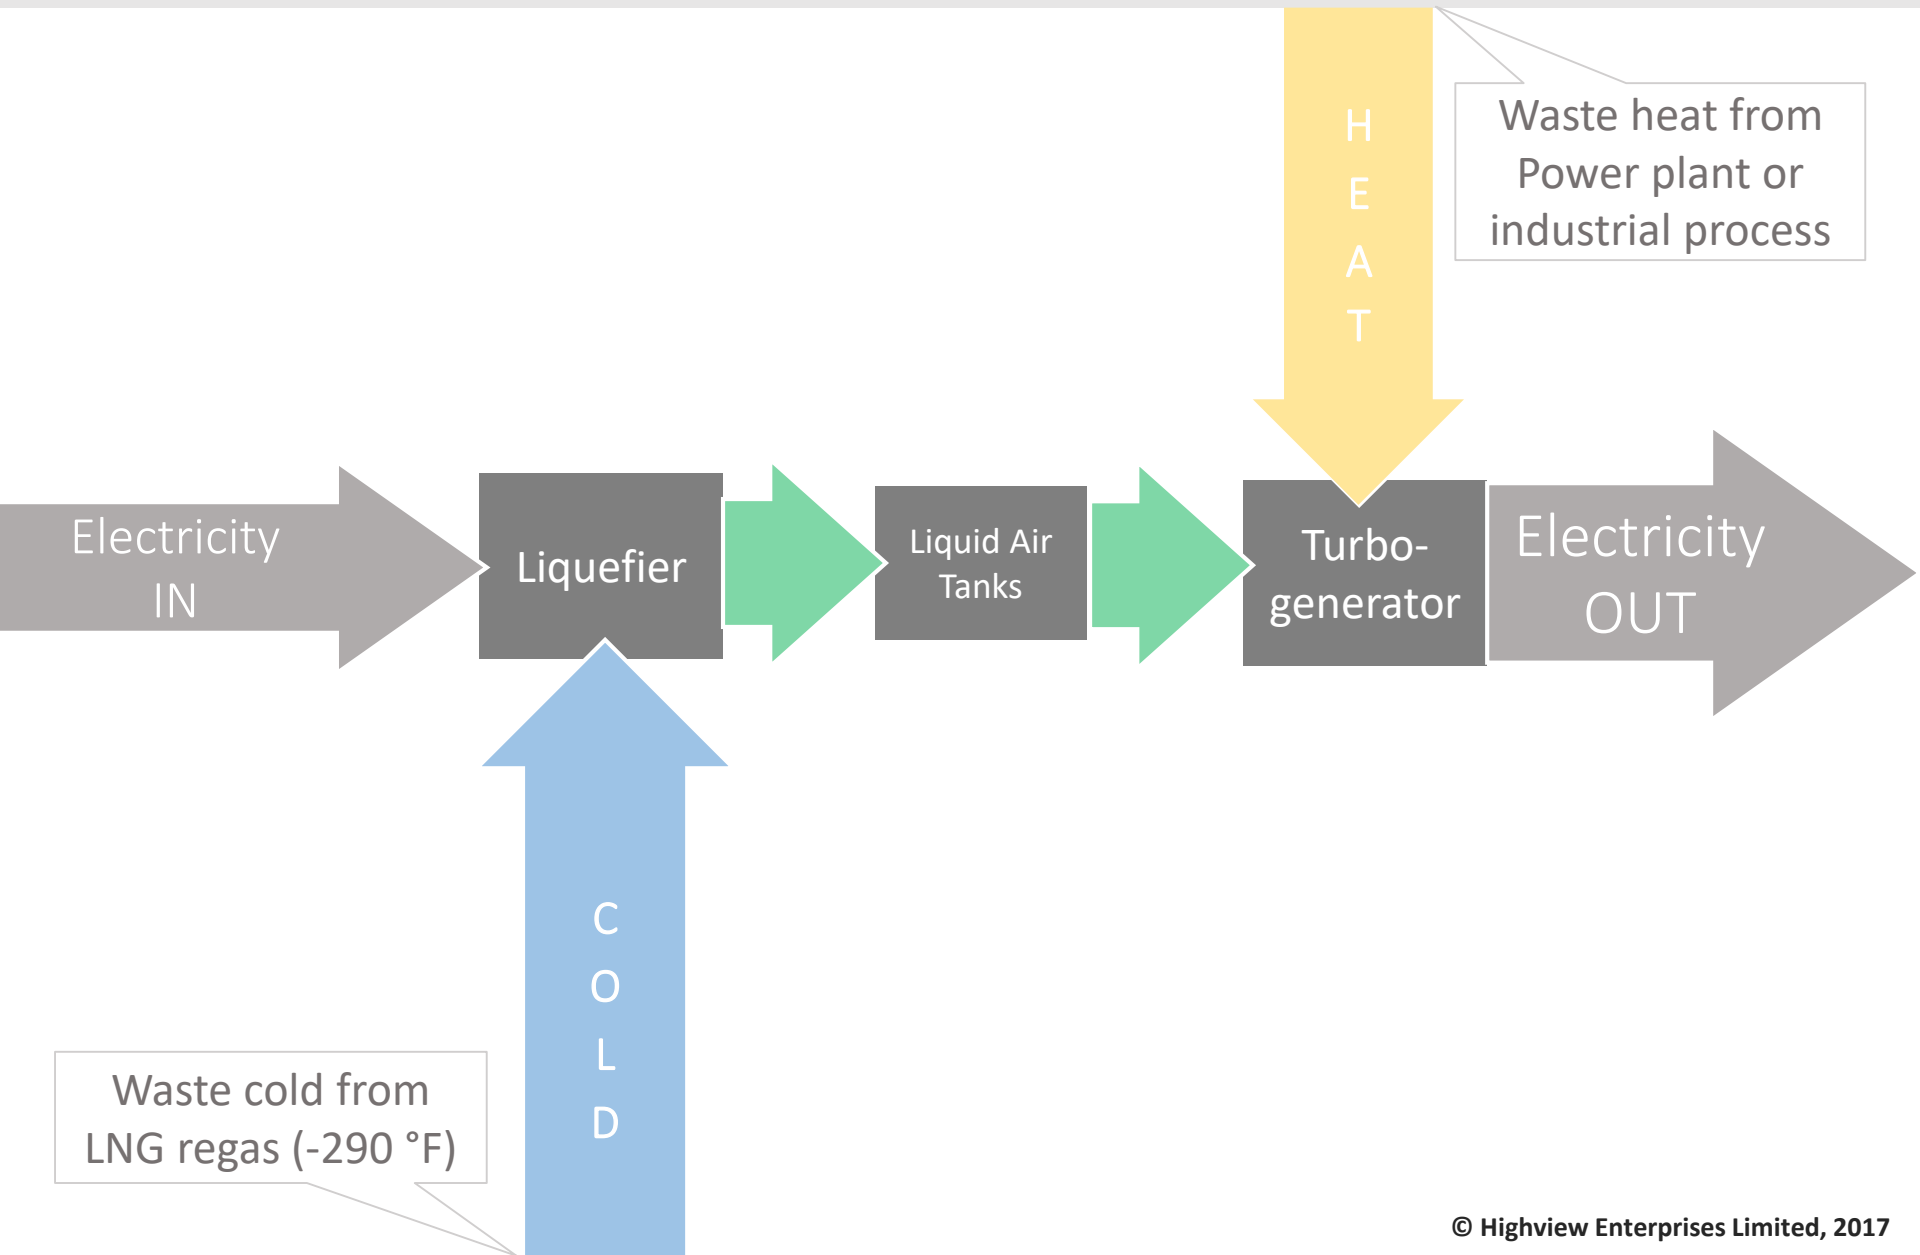 H
E
A
T
Waste heat from
Power plant or
industrial process
Electricity
IN
Liquefier
Liquid Air
Tanks
Turbo-
generator
Electricity
OUT
C
O
L
D
Waste cold from
LNG regas (-290 °F)
© Highview Enterprises Limited, 2017